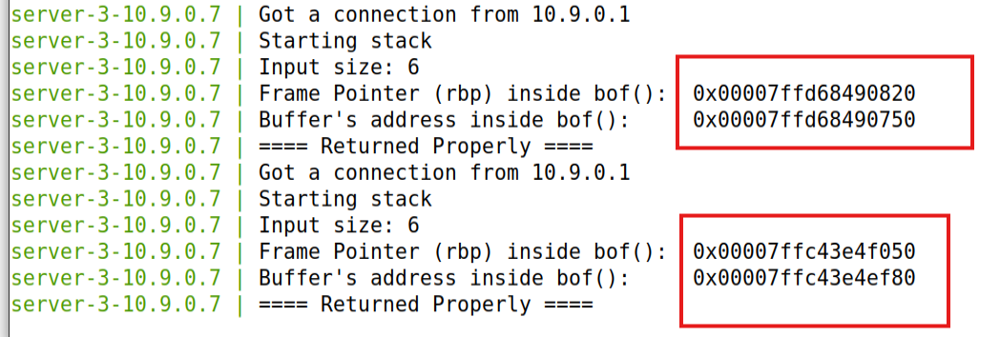 server-3-10.9.0.7 | Got a connection from 10.9.0.1
server-3-10.9.0.7 | Starting stack
server-3-10.9.0.7 | Input size: 6
server-3-10.9.0.7 | Frame Pointer (rbp) inside bof():  0x00007ffd68490820
server-3-10.9.0.7 | Buffer's address inside bof():     0x00007ffd68490750
server-3-10.9.0.7 | ==== Returned Properly ====
server-3-10.9.0.7 | Got a connection from 10.9.0.1
server-3-10.9.0.7 | Starting stack
server-3-10.9.0.7 | Input size: 6
server-3-10.9.0.7 | Frame Pointer (rbp) inside bof():  0x00007ffc43e4f050
server-3-10.9.0.7 | Buffer's address inside bof():     0x00007ffc43e4ef80
server-3-10.9.0.7 | ==== Returned Properly ====